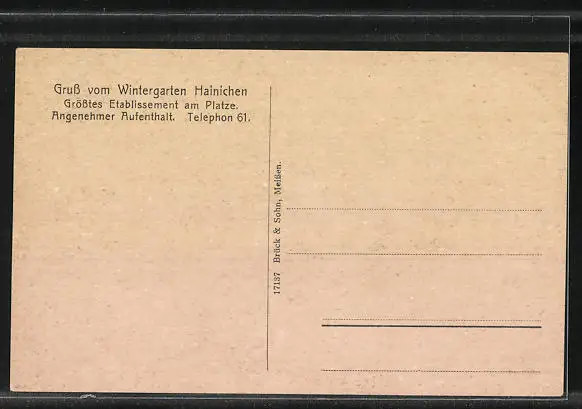 Gruß vom Wintergarten Hainichen
Größtes Etablissement am Platze.
Angenehmer Aufenthalt. Telephon 61.
17137 Brück & Sohn, Meißen.